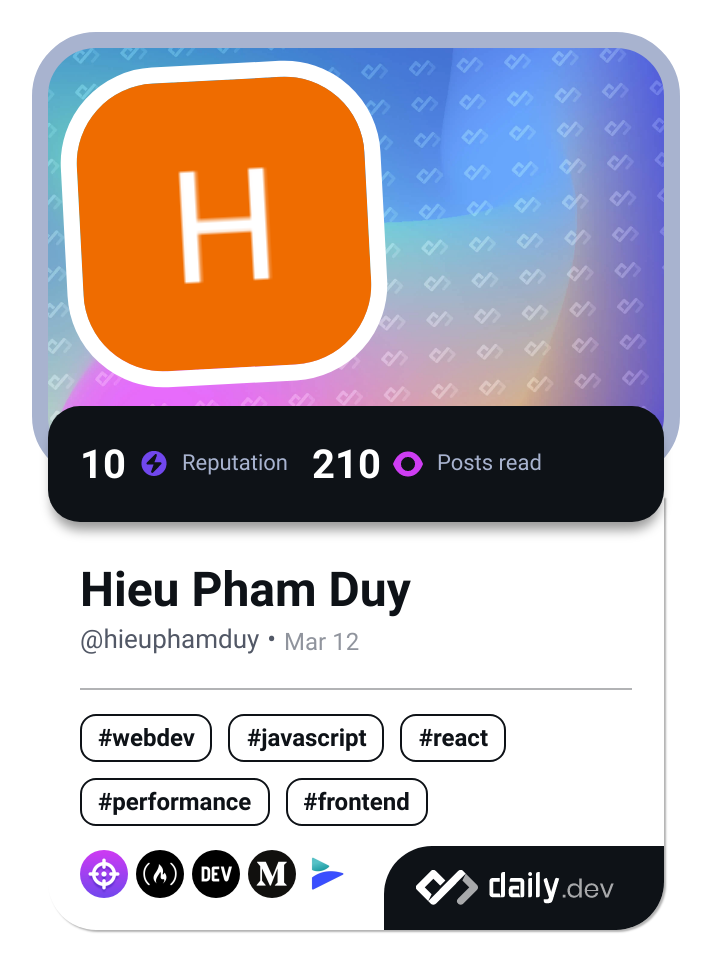 H
10 Reputation 210 Posts read
Hieu Pham Duy
@hieuphamduy • Mar 12
#webdev #javascript #react
#performance #frontend
DEV M daily.dev